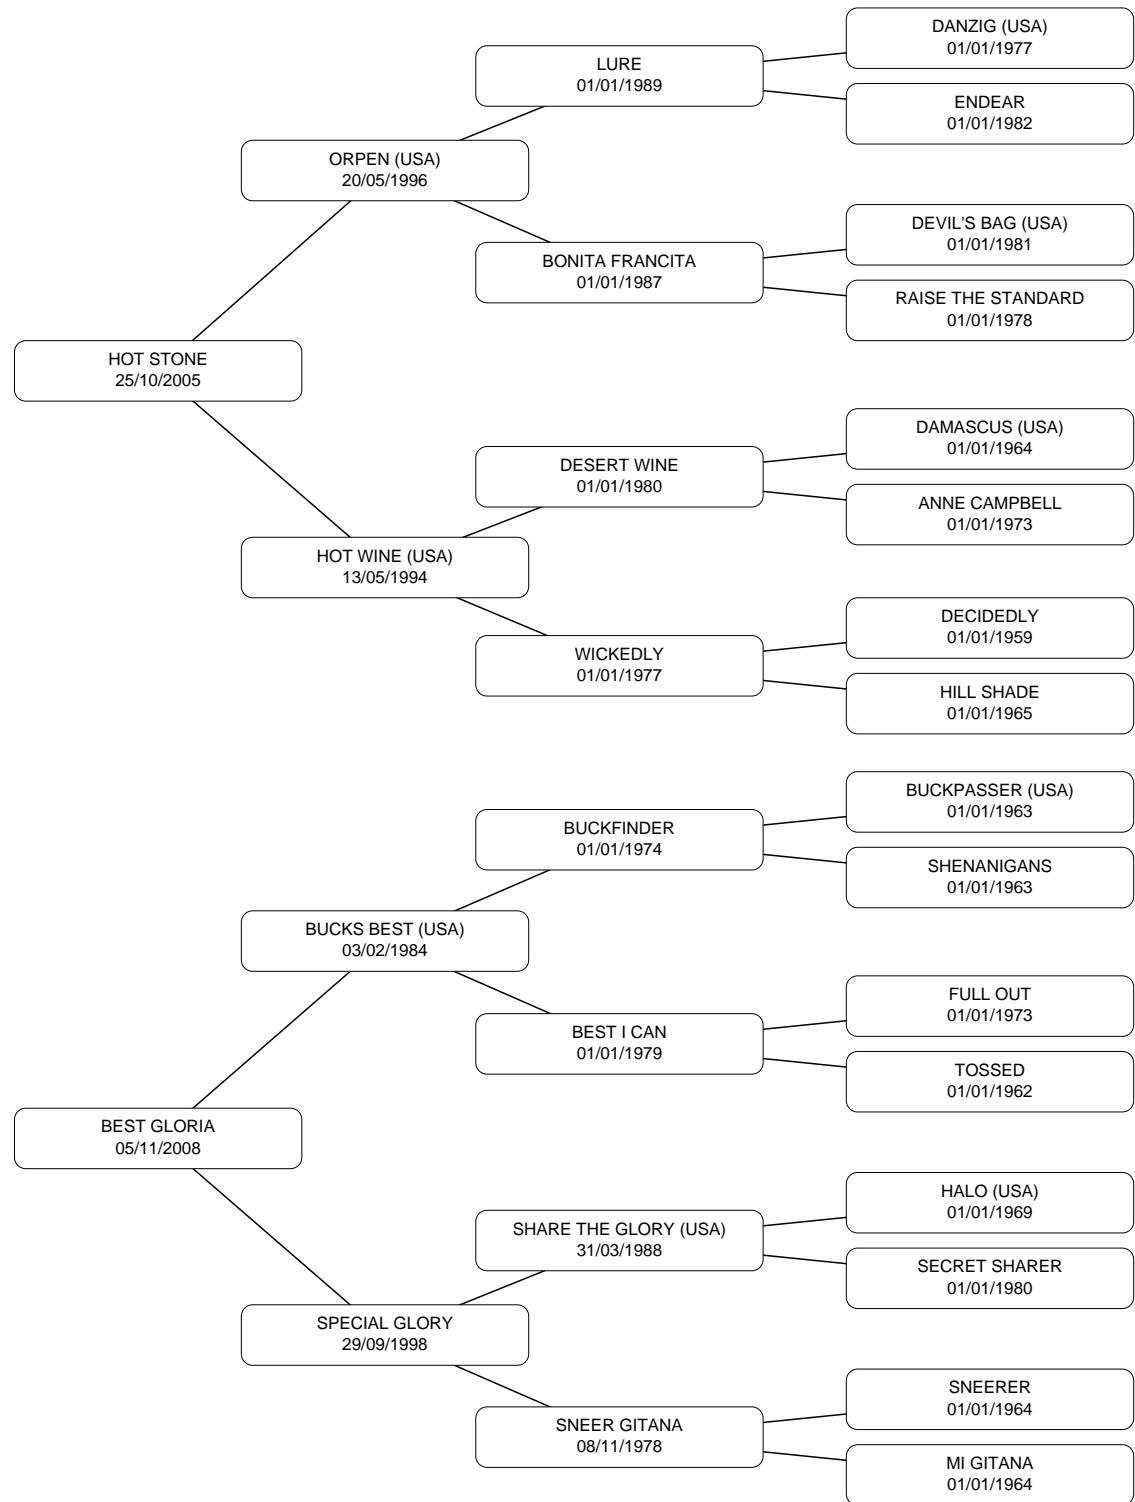 DANZIG (USA)
01/01/1977
LURE
01/01/1989
ENDEAR
01/01/1982
ORPEN (USA)
20/05/1996
DEVIL'S BAG (USA)
01/01/1981
BONITA FRANCITA
01/01/1987
RAISE THE STANDARD
01/01/1978
HOT STONE
25/10/2005
DAMASCUS (USA)
01/01/1964
DESERT WINE
01/01/1980
ANNE CAMPBELL
01/01/1973
HOT WINE (USA)
13/05/1994
DECIDEDLY
01/01/1959
WICKEDLY
01/01/1977
HILL SHADE
01/01/1965
BUCKPASSER (USA)
01/01/1963
BUCKFINDER
01/01/1974
SHENANIGANS
01/01/1963
BUCKS BEST (USA)
03/02/1984
FULL OUT
01/01/1973
BEST I CAN
01/01/1979
TOSSED
01/01/1962
BEST GLORIA
05/11/2008
HALO (USA)
01/01/1969
SHARE THE GLORY (USA)
31/03/1988
SECRET SHARER
01/01/1980
SPECIAL GLORY
29/09/1998
SNEERER
01/01/1964
SNEER GITANA
08/11/1978
MI GITANA
01/01/1964